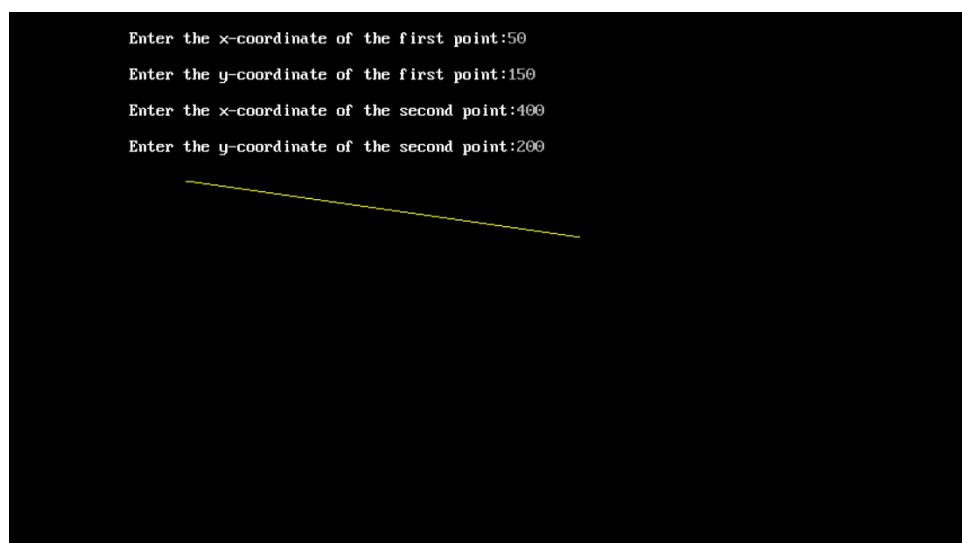 Enter the x-coordinate of the first point:50
Enter the y-coordinate of the first point:150
Enter the x-coordinate of the second point:400
Enter the y-coordinate of the second point:200